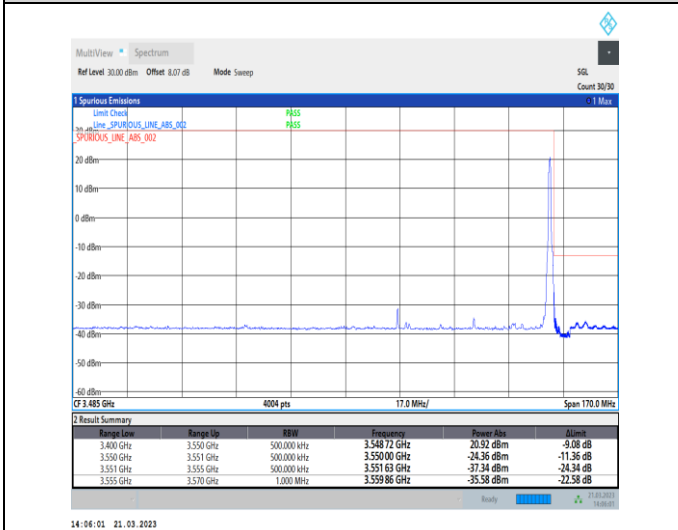 MultiView Spectrum
Ref Level 30.00 dBm Offset 8.07 dB Mode Sweep SGL
Count 30/30
1 Spurious Emissions 1 Max
Limit Check PASS
Line _SPURIOUS_LINE_ABS_002 PASS
_SPURIOUS_LINE_ABS_002
20 dBm
10 dBm
0 dBm
-10 dBm
-20 dBm
-30 dBm
-40 dBm
-50 dBm
-60 dBm
CF 3.485 GHz 4004 pts 17.0 MHz/ Span 170.0 MHz
2 Result Summary
Range Low Range Up RBW Frequency Power Abs ΔLimit
3.400 GHz 3.550 GHz 500.000 kHz 3.548 72 GHz 20.92 dBm -9.08 dB
3.550 GHz 3.551 GHz 500.000 kHz 3.550 00 GHz -24.36 dBm -11.36 dB
3.551 GHz 3.555 GHz 500.000 kHz 3.551 63 GHz -37.34 dBm -24.34 dB
3.555 GHz 3.570 GHz 1.000 MHz 3.559 86 GHz -35.58 dBm -22.58 dB
Ready 21.03.2023
14:06:01
14:06:01 21.03.2023